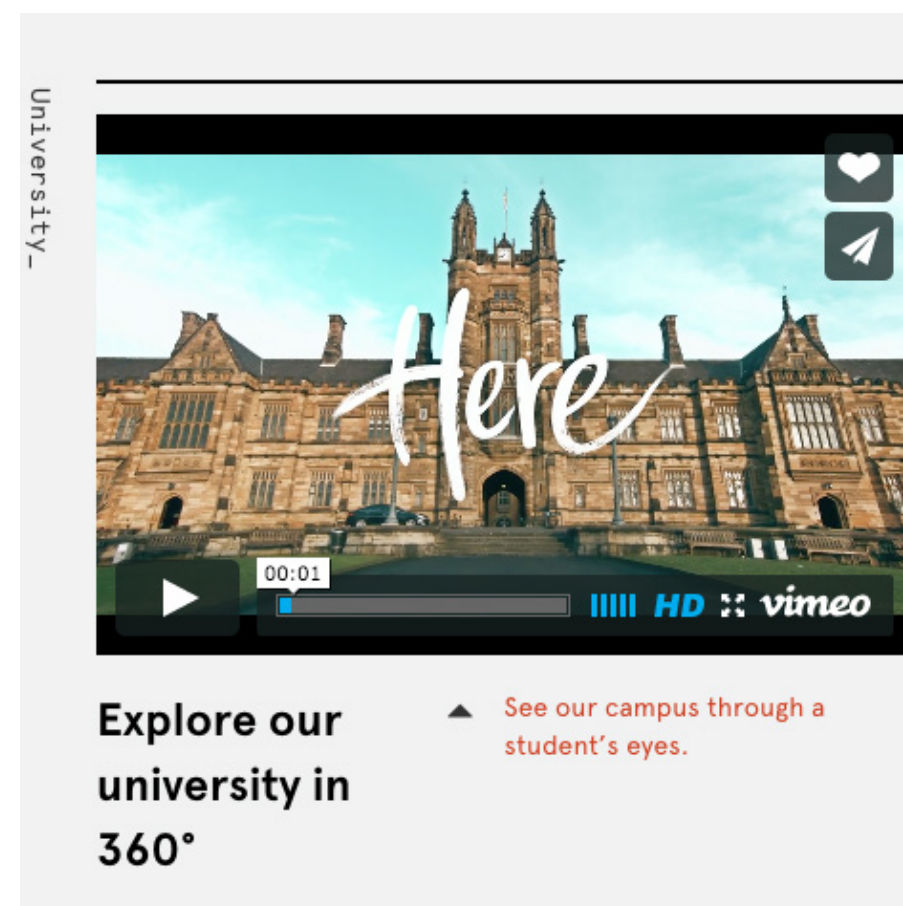 University_
Here
00:01
HD vimeo
Explore our
university in
360°
See our campus through a
student’s eyes.